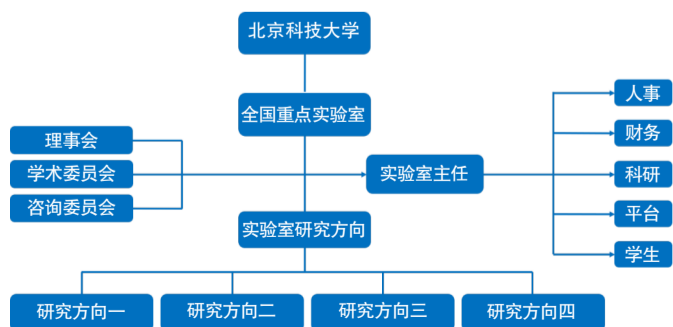 北京科技大学
全国重点实验室
理事会
学术委员会
咨询委员会
实验室主任
人事
财务
科研
平台
学生
实验室研究方向
研究方向一
研究方向二
研究方向三
研究方向四